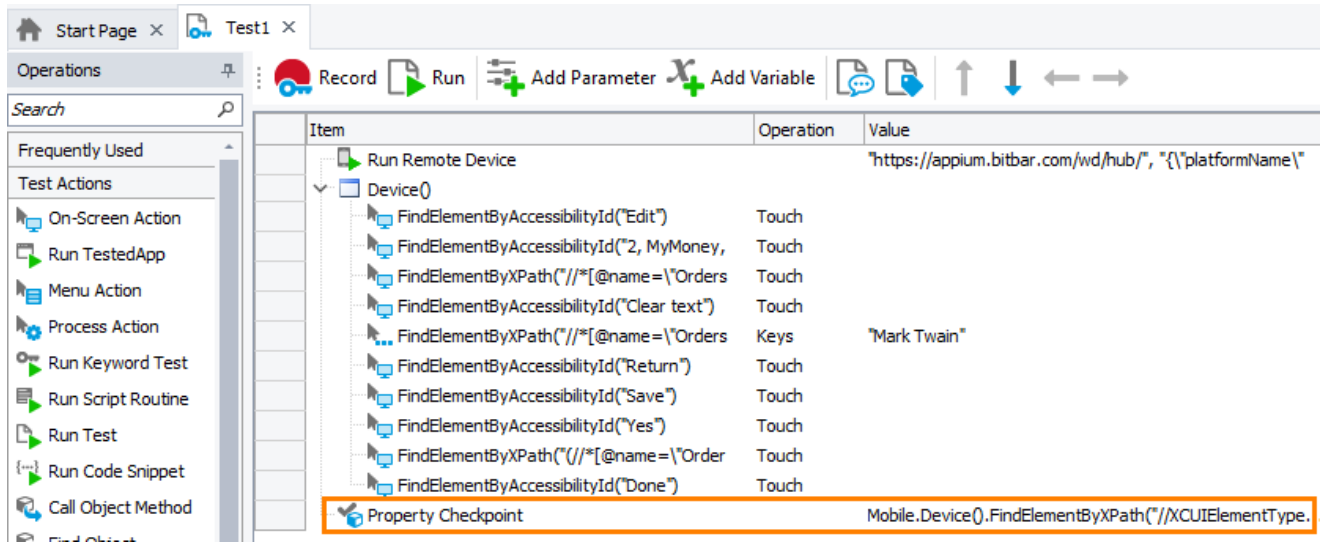 Start Page
Test1
Operations
Record Run Add Parameter Add Variable
Search
Item Operation Value
Frequently Used
Test Actions
On-Screen Action
Run TestedApp
Menu Action
Process Action
Run Keyword Test
Run Script Routine
Run Test
Run Code Snippet
Call Object Method
Run Remote Device "https://appium.bitbar.com/wd/hub/", "{\"platformName\"
Device()
FindElementByAccessibilityId("Edit") Touch
FindElementByAccessibilityId("2, MyMoney, Touch
FindElementByXPath("//*[@name=\"Orders Touch
FindElementByAccessibilityId("Clear text") Touch
FindElementByXPath("//*[@name=\"Orders Keys "Mark Twain"
FindElementByAccessibilityId("Return") Touch
FindElementByAccessibilityId("Save") Touch
FindElementByAccessibilityId("Yes") Touch
FindElementByXPath("(//*[@name=\"Order Touch
FindElementByAccessibilityId("Done") Touch
Property Checkpoint Mobile.Device().FindElementByXPath("//XCUIElementType.